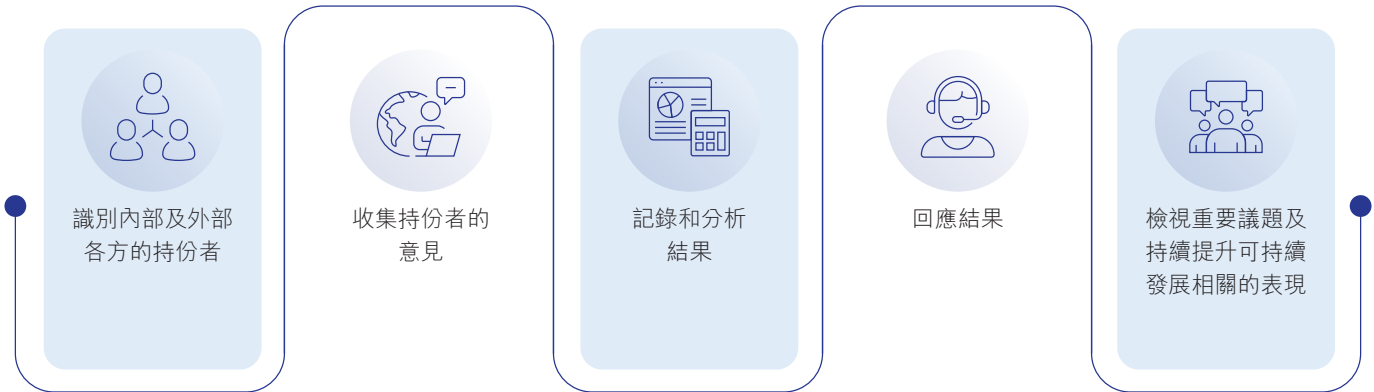 識別內部及外部
各方的持份者
收集持份者的
意見
記錄和分析
結果
回應結果
檢視重要議題及
持續提升可持續
發展相關的表現